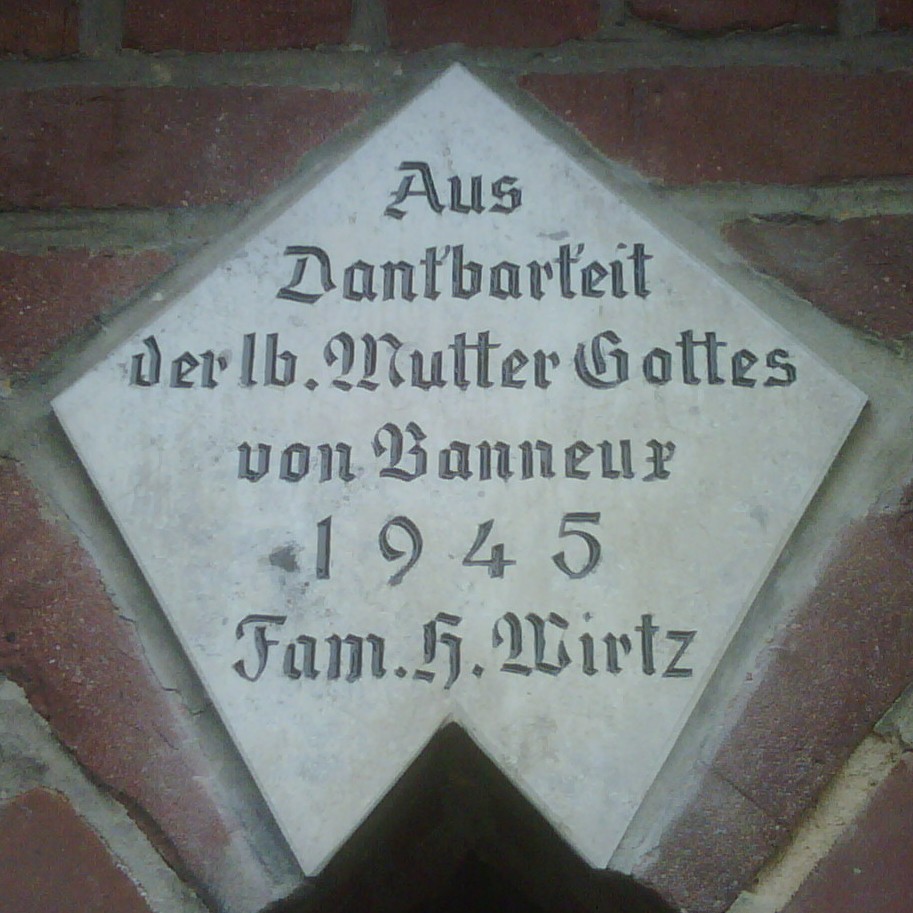 Aus
Dankbarkeit
der lb. Mutter Gottes
von Banneux
1945
Fam. H. Wirtz